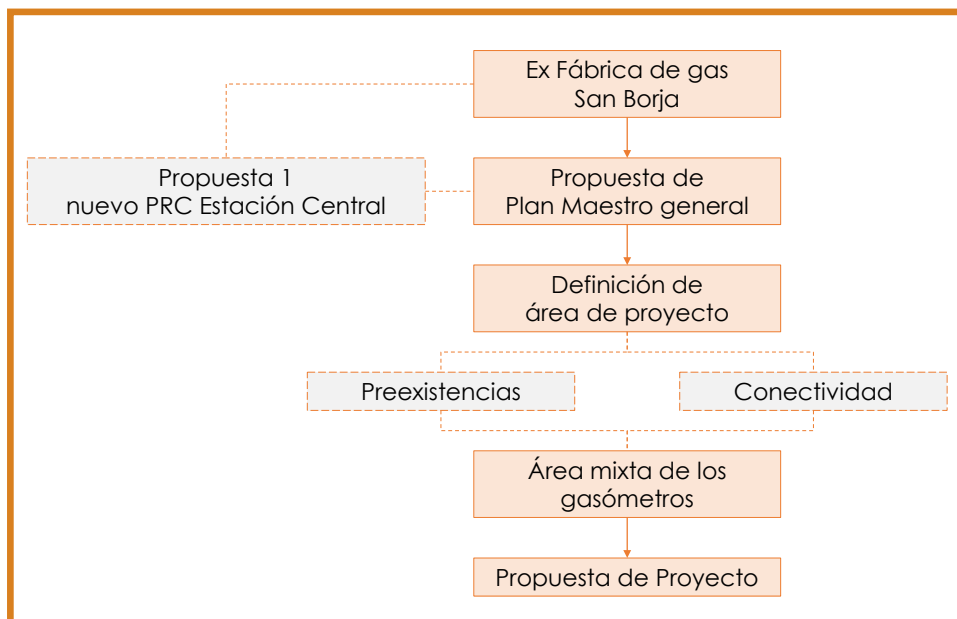 Ex Fábrica de gas
San Borja
Propuesta 1
nuevo PRC Estación Central
Propuesta de
Plan Maestro general
Definición de
área de proyecto
Preexistencias
Conectividad
Área mixta de los
gasómetros
Propuesta de Proyecto